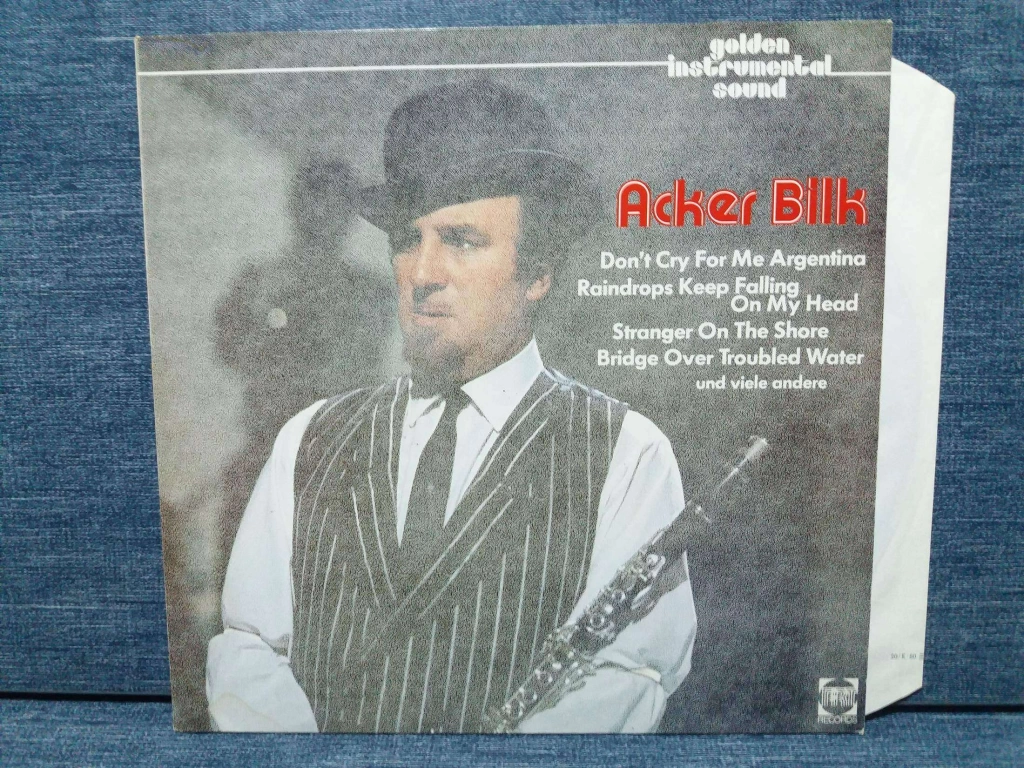 golden
instrumental
sound
Acker Bilk
Don't Cry For Me Argentina
Raindrops Keep Falling
On My Head
Stranger On The Shore
Bridge Over Troubled Water
und viele andere
RECORDS